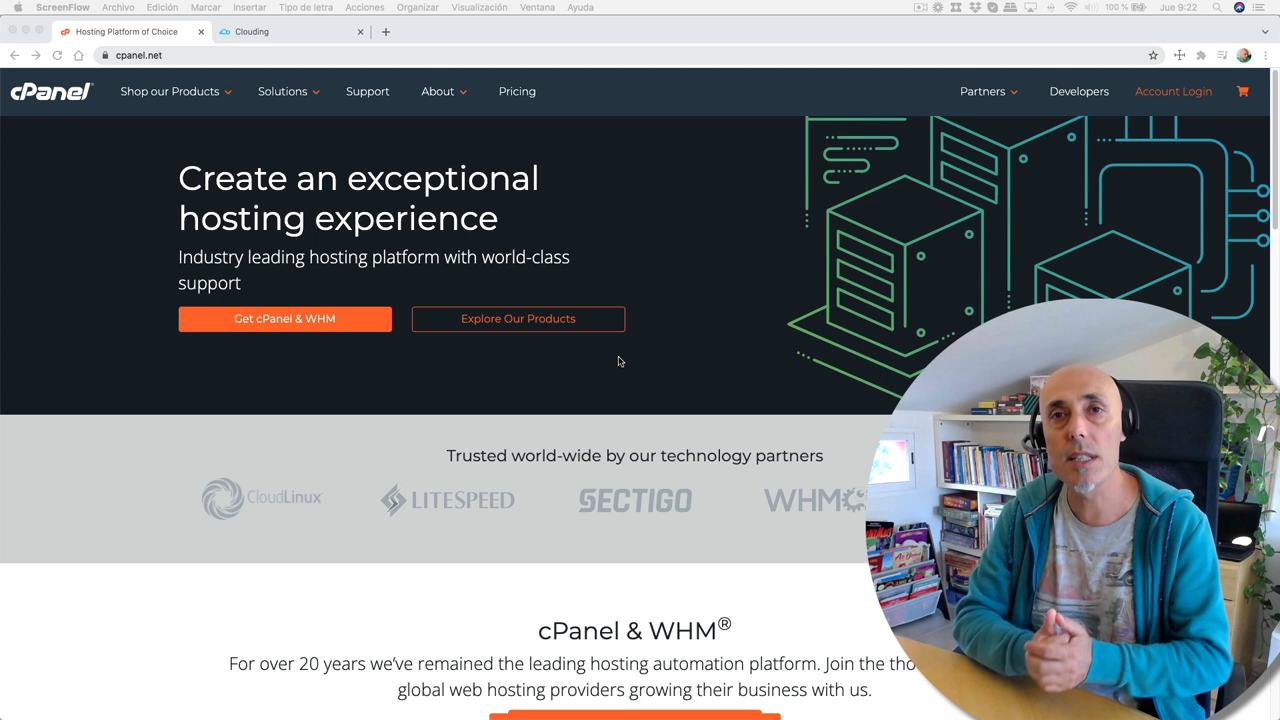 ScreenFlow Archivo Edición Marcar Insertar Tipo de letra Acciones Organizar Visualización Ventana Ayuda 100 % Jue 9:22
Hosting Platform of Choice Clouding
cpanel.net
cPanel Shop our Products Solutions Support About Pricing Partners Developers Account Login
Create an exceptional
hosting experience
Industry leading hosting platform with world-class
support
Get cPanel & WHM Explore Our Products
Trusted world-wide by our technology partners
CloudLinux LITESPEED SECTIGO WHMC
cPanel & WHM®
For over 20 years we’ve remained the leading hosting automation platform. Join the tho
global web hosting providers growing their business with us.